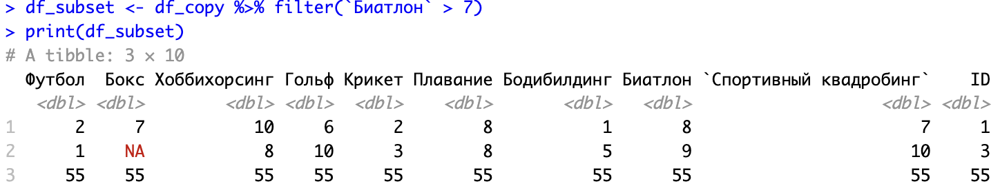 > df_subset <- df_copy %>% filter(`Биатлон` > 7)
> print(df_subset)
# A tibble: 3 × 10
Футбол Бокс Хоббихорсинг Гольф Крикет Плавание Бодибилдинг Биатлон `Спортивный квадробинг` ID
<dbl> <dbl> <dbl> <dbl> <dbl> <dbl> <dbl> <dbl> <dbl> <dbl>
1 2 7 10 6 2 8 1 8 7 1
2 1 NA 8 10 3 8 5 9 10 3
3 55 55 55 55 55 55 55 55 55 55